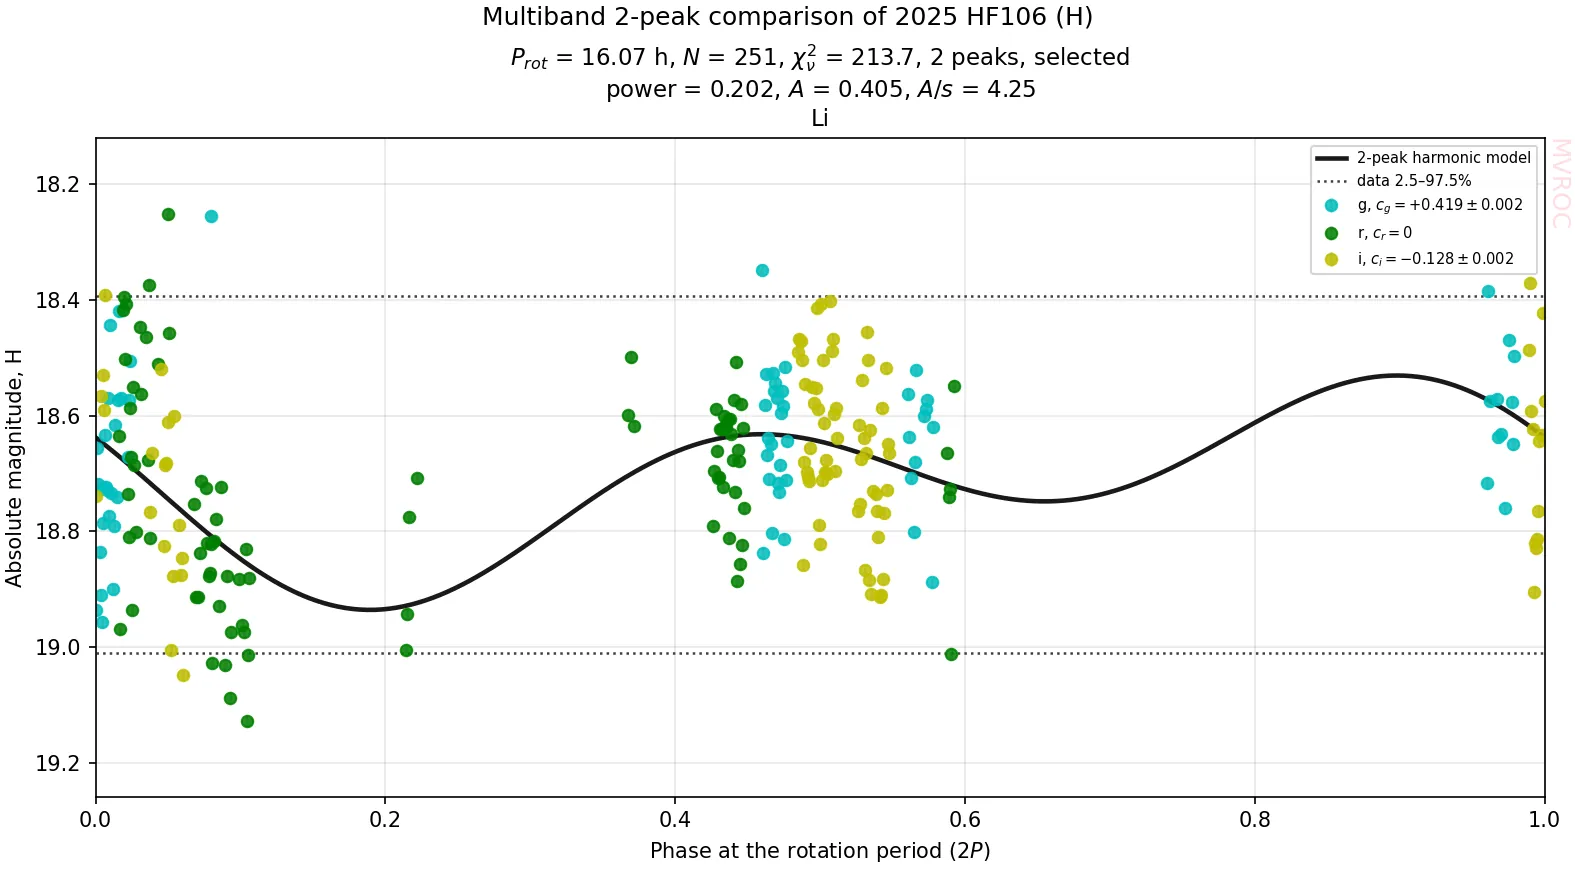 Multiband 2-peak comparison of 2025 HF106 (H)
P_rot = 16.07 h, N = 251, χ²_ν = 213.7, 2 peaks, selected
power = 0.202, A = 0.405, A/s = 4.25
Li
2-peak harmonic model
data 2.5–97.5%
g, c_g = +0.419 ± 0.002
r, c_r = 0
i, c_i = −0.128 ± 0.002
MVROC
Absolute magnitude, H
18.2
18.4
18.6
18.8
19.0
19.2
0.0 0.2 0.4 0.6 0.8 1.0
Phase at the rotation period (2P)